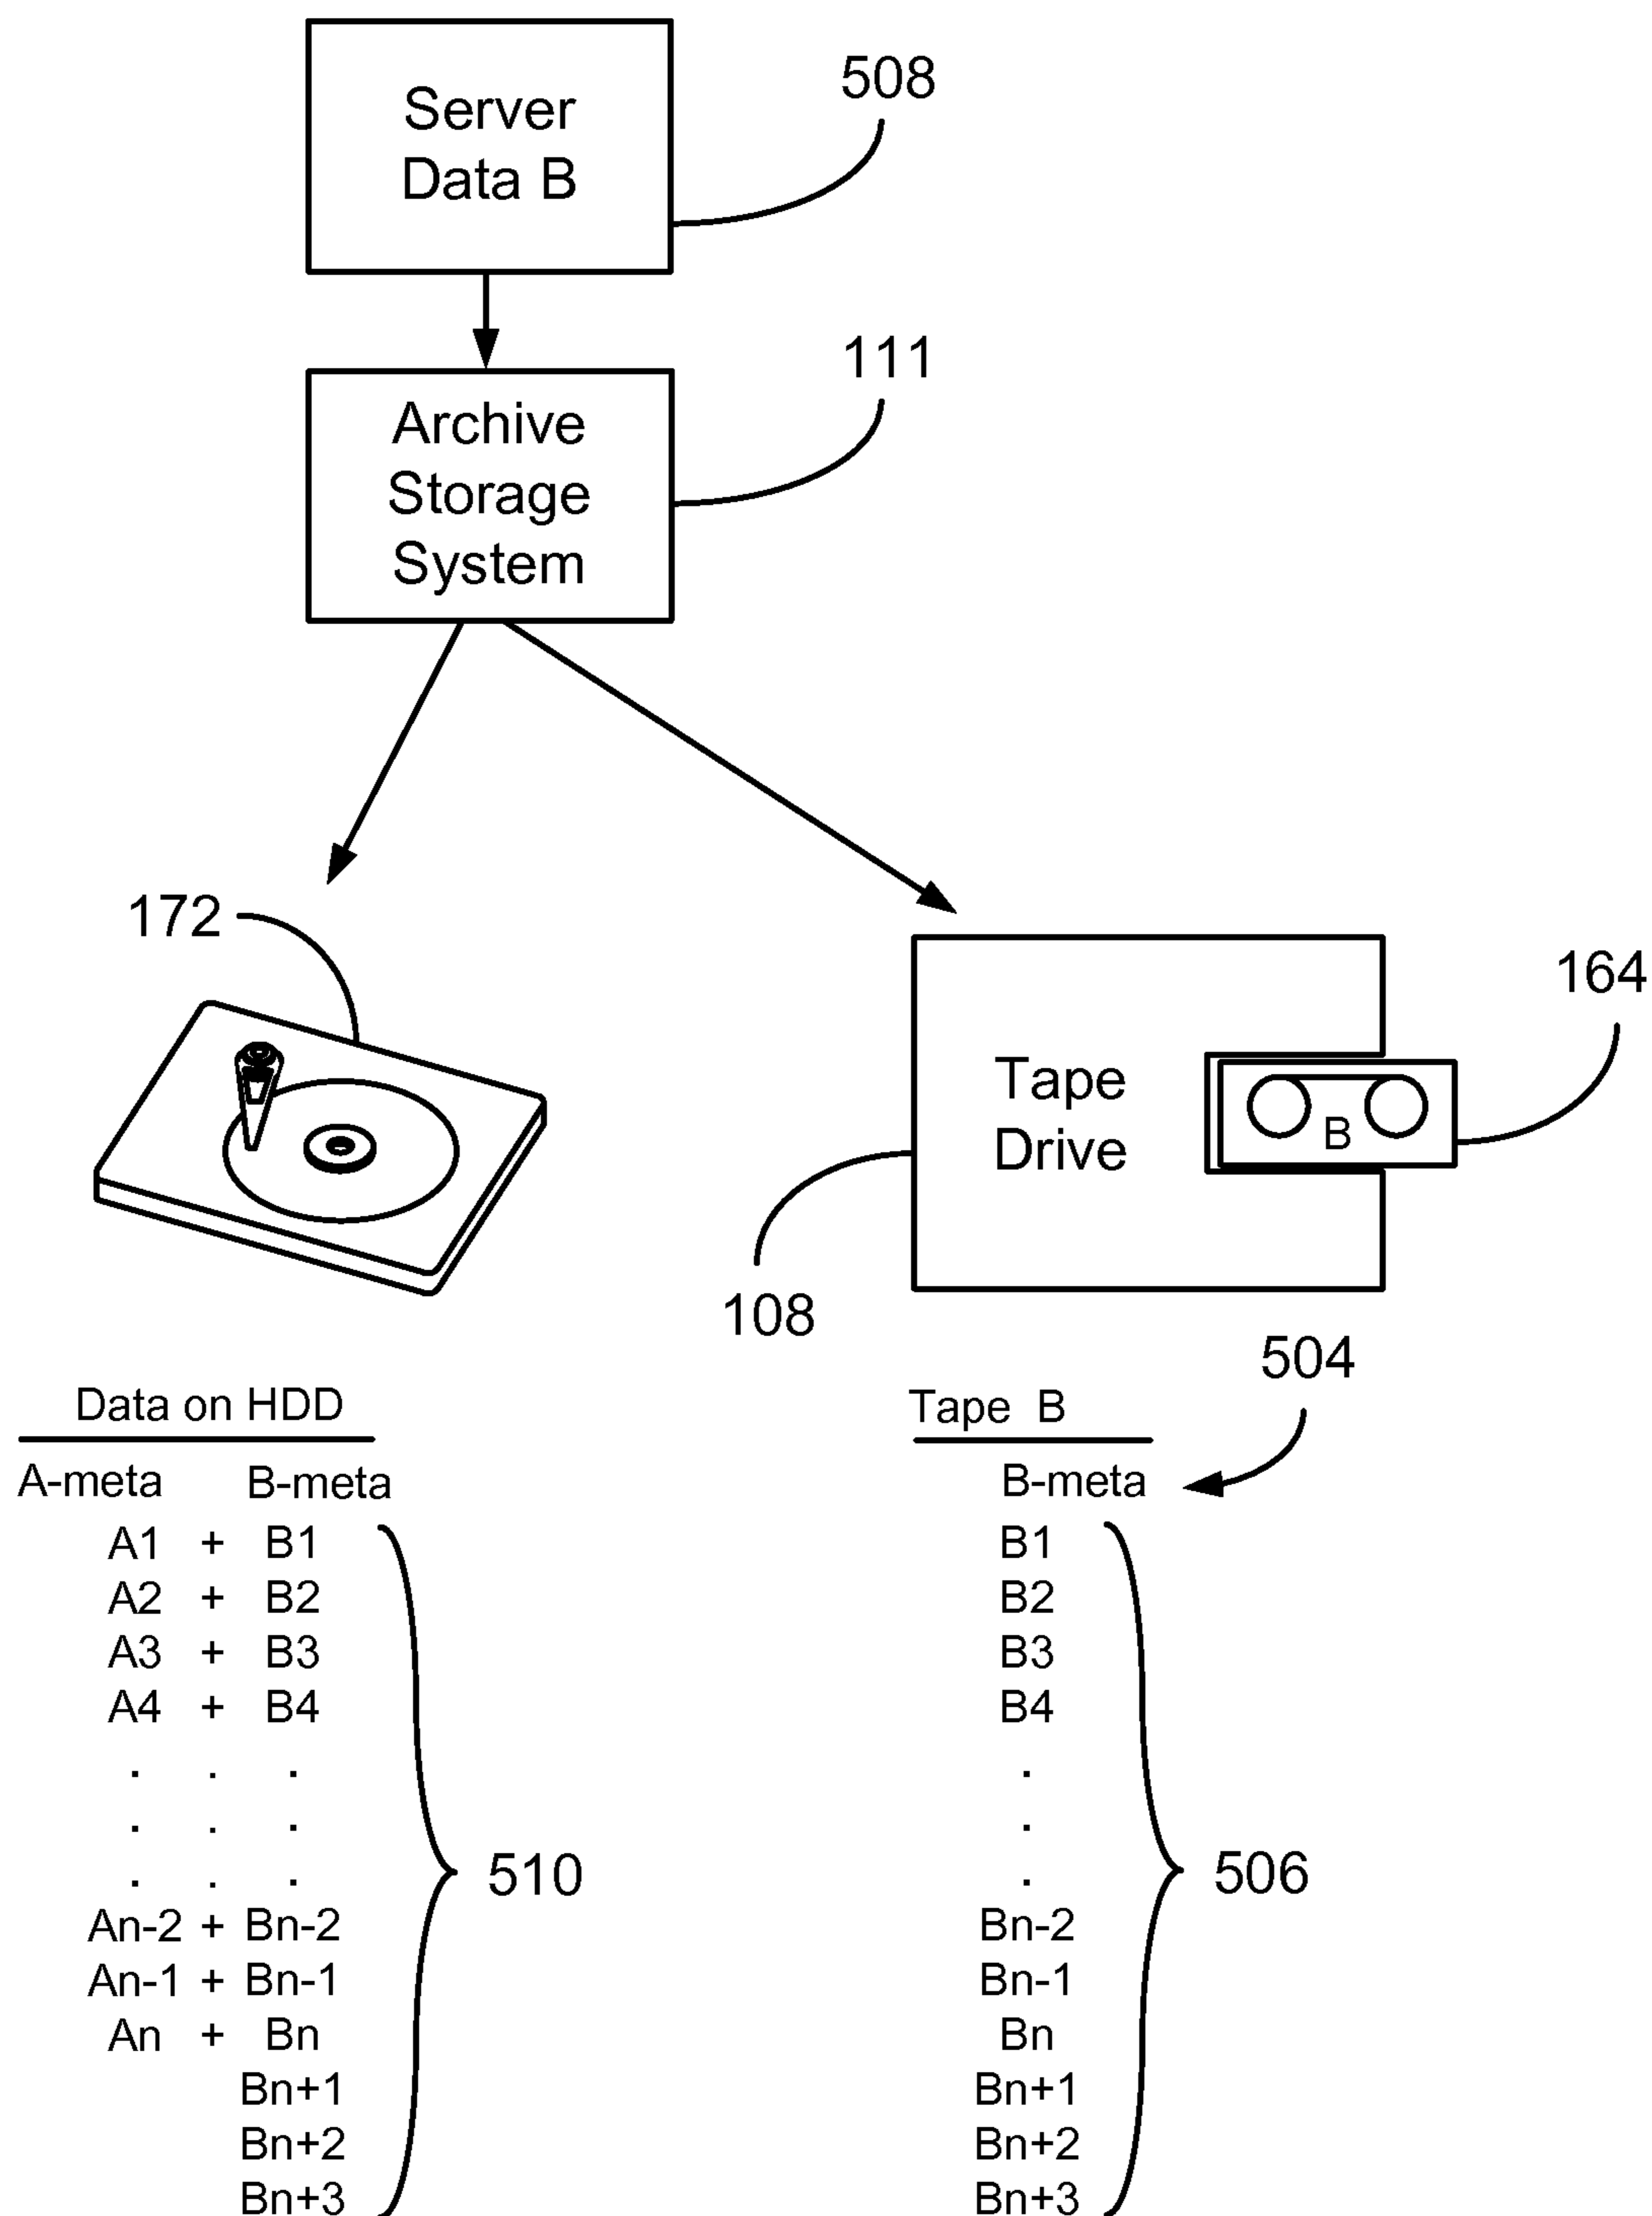 Server
Data B
508
Archive
Storage
System
111
172
Tape
Drive
B
164
108
504
Data on HDD
A-meta B-meta
A1 + B1
A2 + B2
A3 + B3
A4 + B4
. . .
. . .
. . .
An-2 + Bn-2
An-1 + Bn-1
An + Bn
Bn+1
Bn+2
Bn+3
510
Tape B
B-meta
B1
B2
B3
B4
.
.
.
Bn-2
Bn-1
Bn
Bn+1
Bn+2
Bn+3
506